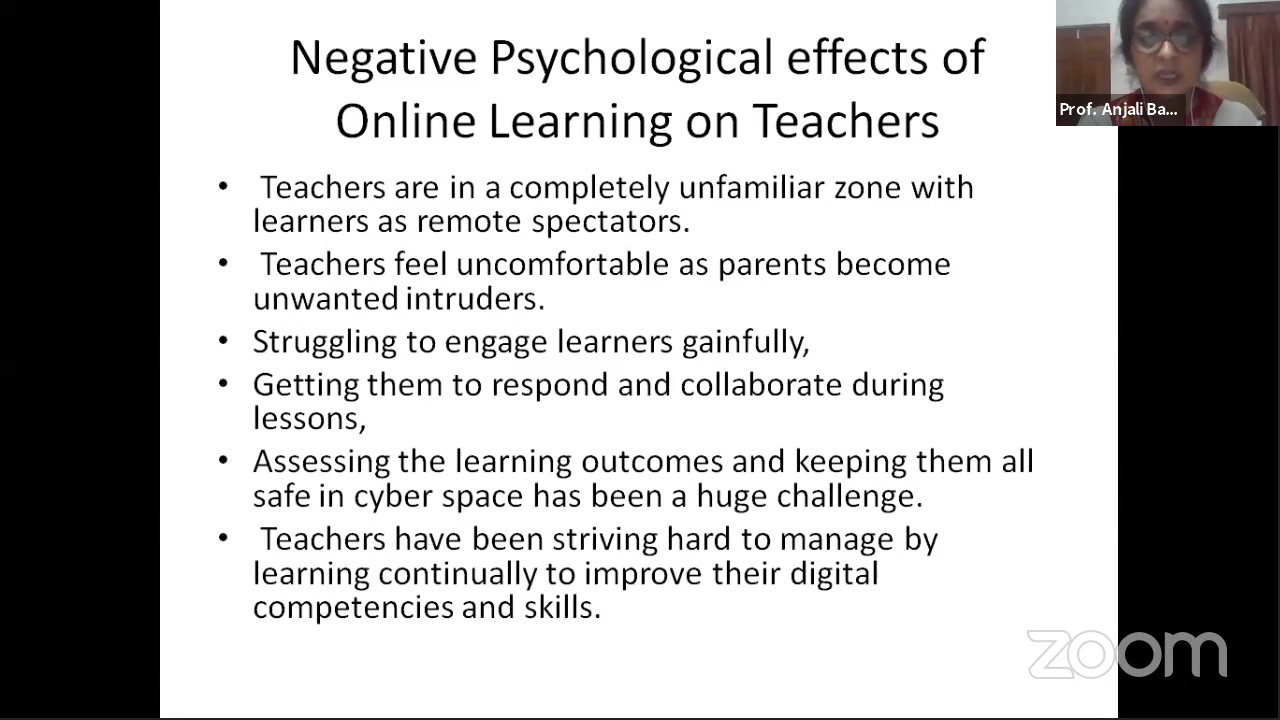 Negative Psychological effects of
Online Learning on Teachers
• Teachers are in a completely unfamiliar zone with
learners as remote spectators.
• Teachers feel uncomfortable as parents become
unwanted intruders.
• Struggling to engage learners gainfully,
• Getting them to respond and collaborate during
lessons,
• Assessing the learning outcomes and keeping them all
safe in cyber space has been a huge challenge.
• Teachers have been striving hard to manage by
learning continually to improve their digital
competencies and skills.
Prof. Anjali Ba...
zoom